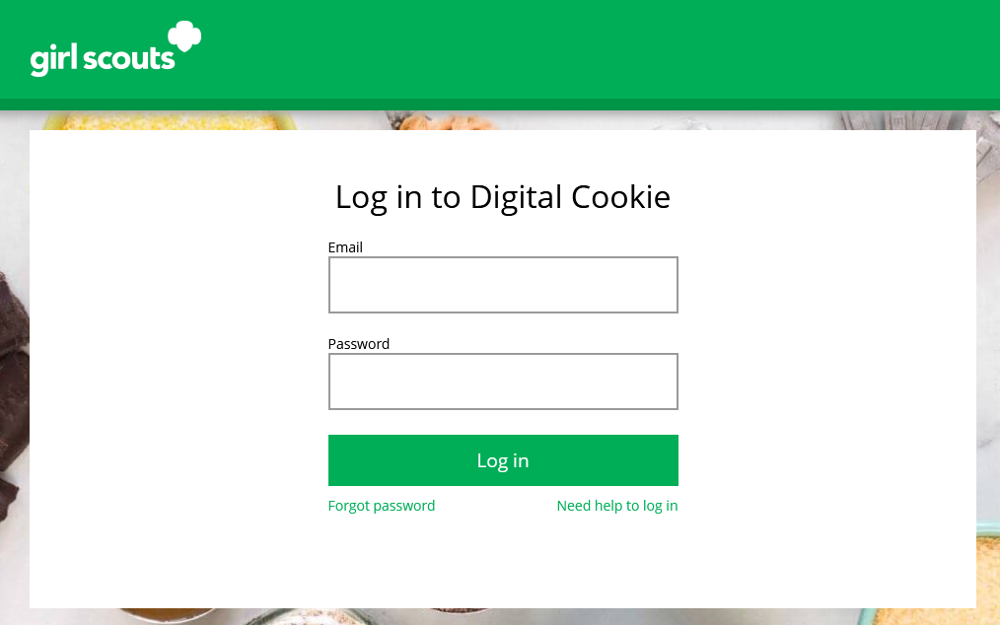 girl scouts
Log in to Digital Cookie
Email
Password
Log in
Forgot password Need help to log in